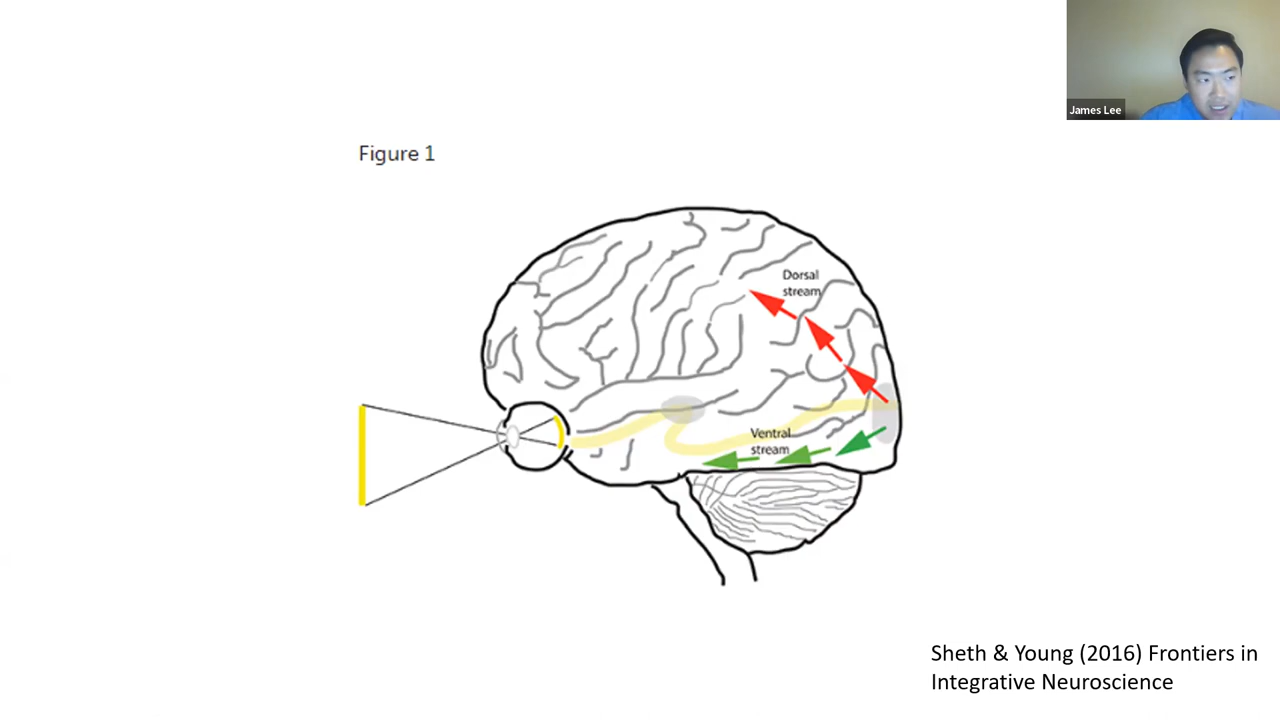 James Lee
Figure 1
Dorsal
stream
Ventral
stream
Sheth & Young (2016) Frontiers in
Integrative Neuroscience